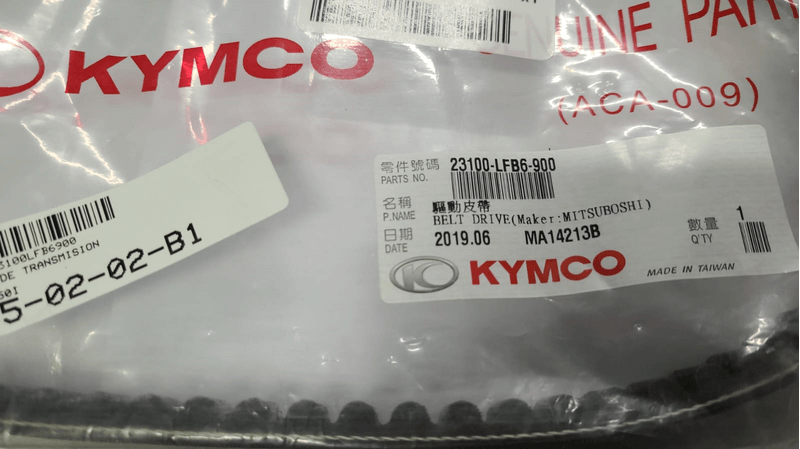 KYMCO
GENUINE PART
(ACA-009)
零件號碼 23100-LFB6-900
PARTS NO.
名稱 驅動皮帶
P.NAME BELT DRIVE(Maker:MITSUBOSHI)
日期 2019.06 MA14213B
DATE
數量 1
Q'TY
KYMCO
MADE IN TAIWAN
3100LFB6900
DE TRANSMISION
5-02-02-B1